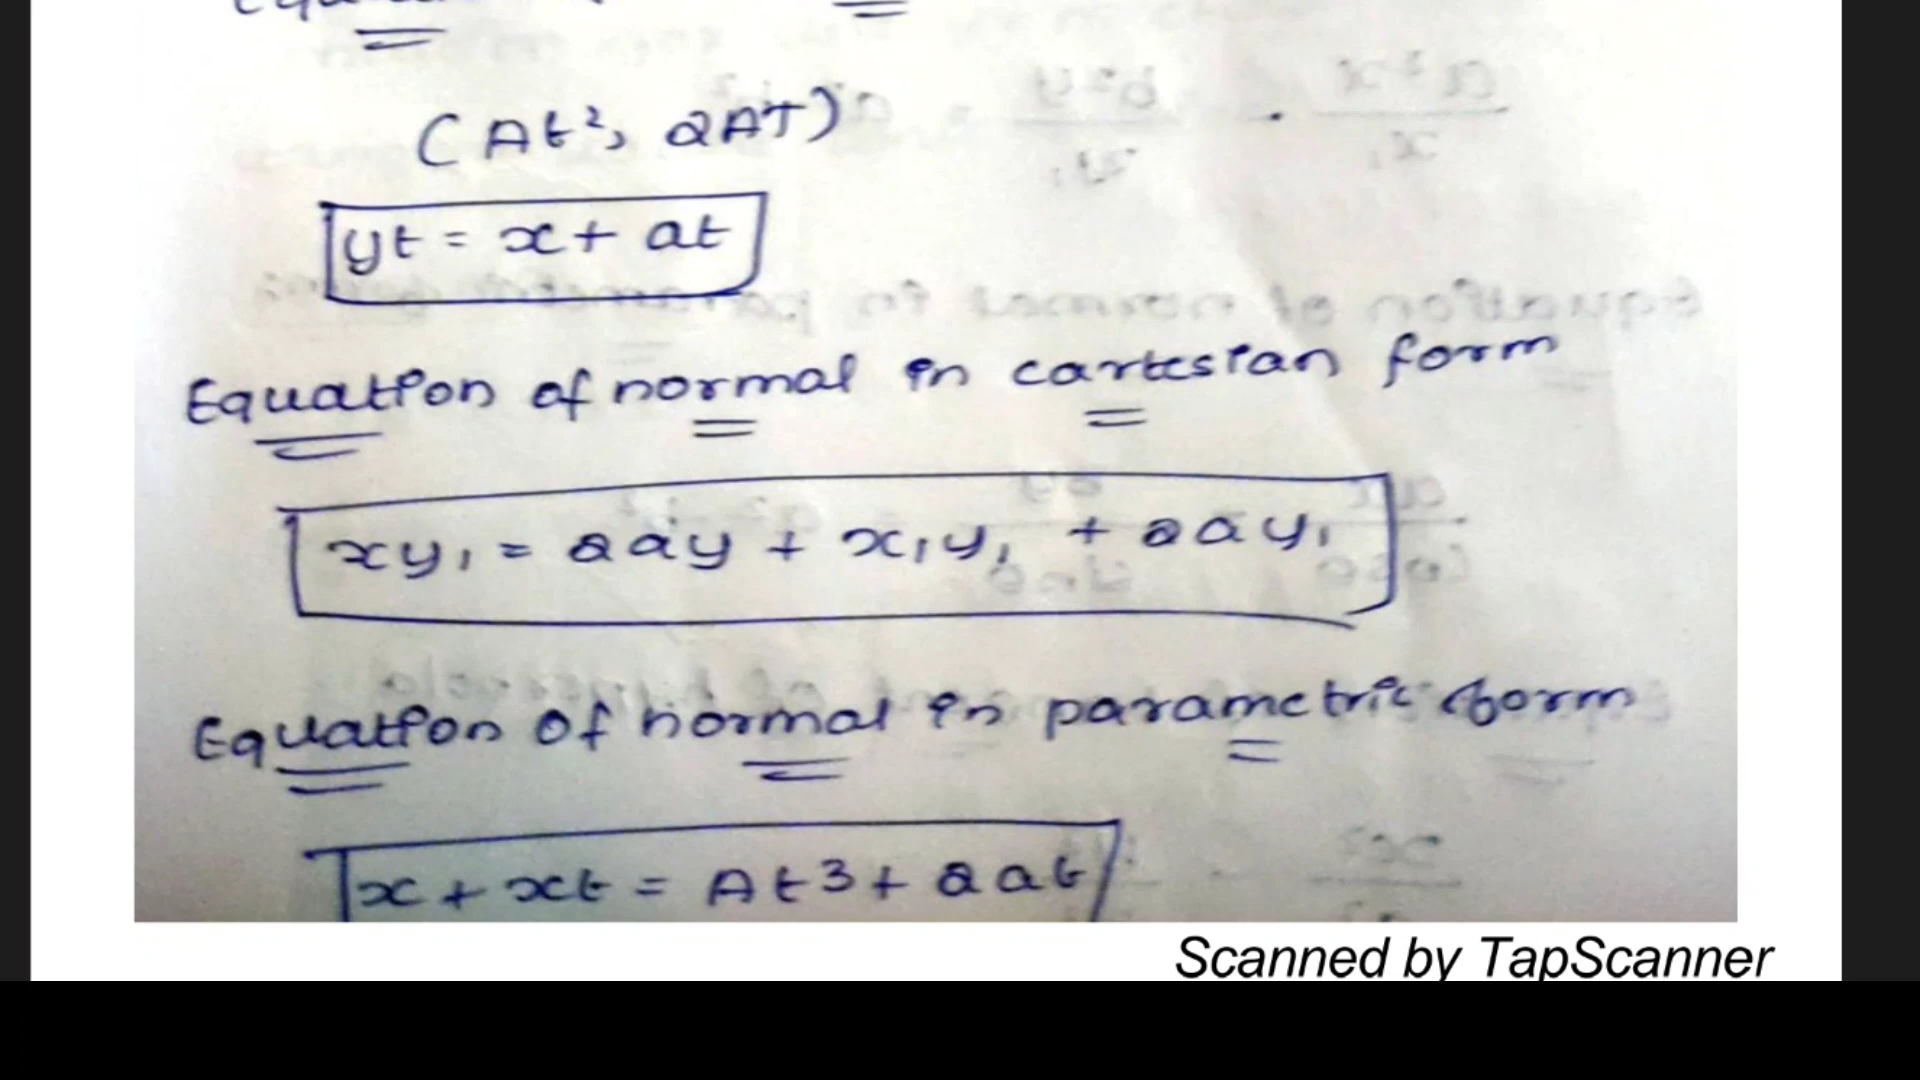 (At², 2AT)
yt = x + at
Equation of normal in cartesian form
xy₁ = 2ay + x₁y₁ + 2ay₁
Equation of normal in parametric form
x + xt = At³ + 2at
Scanned by TapScanner